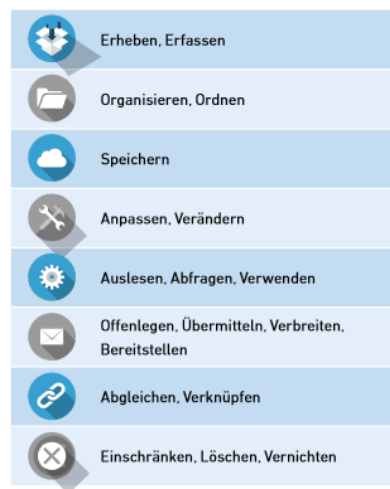 Erheben, Erfassen
Organisieren, Ordnen
Speichern
Anpassen, Verändern
Auslesen, Abfragen, Verwenden
Offenlegen, Übermitteln, Verbreiten,
Bereitstellen
Abgleichen, Verknüpfen
Einschränken, Löschen, Vernichten